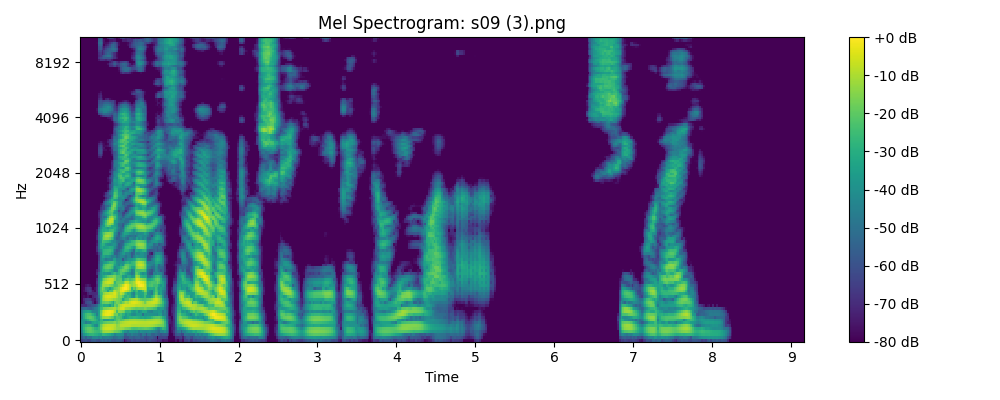 Mel Spectrogram: s09 (3).png
+0 dB
8192
-10 dB
4096
-20 dB
-30 dB
Hz
2048
-40 dB
1024
-50 dB
-60 dB
512
-70 dB
0
-80 dB
0 1 2 3 4 5 6 7 8 9
Time